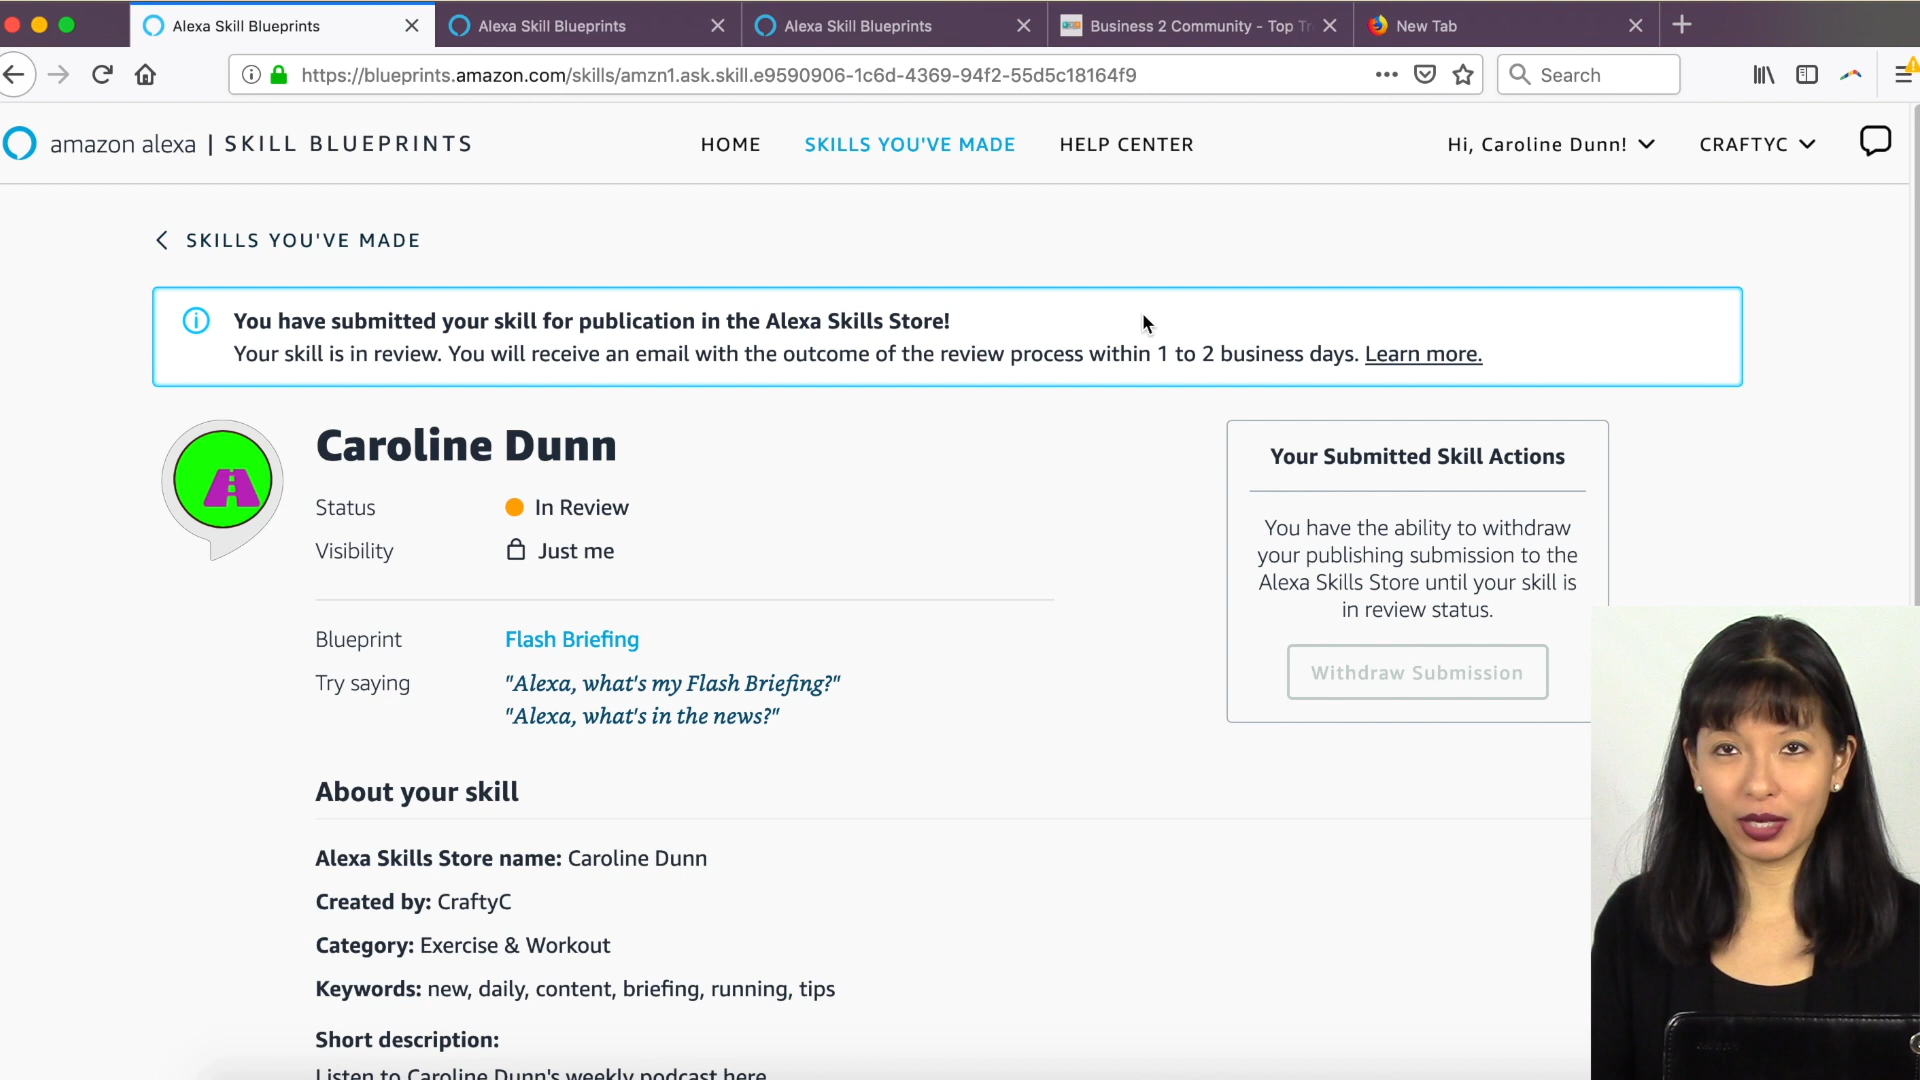 Alexa Skill Blueprints
Alexa Skill Blueprints
Alexa Skill Blueprints
Business 2 Community - Top Tr
New Tab
https://blueprints.amazon.com/skills/amzn1.ask.skill.e9590906-1c6d-4369-94f2-55d5c18164f9
Search
amazon alexa | SKILL BLUEPRINTS
HOME
SKILLS YOU'VE MADE
HELP CENTER
Hi, Caroline Dunn!
CRAFTYC
SKILLS YOU'VE MADE
You have submitted your skill for publication in the Alexa Skills Store!
Your skill is in review. You will receive an email with the outcome of the review process within 1 to 2 business days. Learn more.
Caroline Dunn
Status In Review
Visibility Just me
Blueprint Flash Briefing
Try saying "Alexa, what's my Flash Briefing?"
"Alexa, what's in the news?"
Your Submitted Skill Actions
You have the ability to withdraw
your publishing submission to the
Alexa Skills Store until your skill is
in review status.
Withdraw Submission
About your skill
Alexa Skills Store name: Caroline Dunn
Created by: CraftyC
Category: Exercise & Workout
Keywords: new, daily, content, briefing, running, tips
Short description:
Listen to Caroline Dunn's weekly podcast here